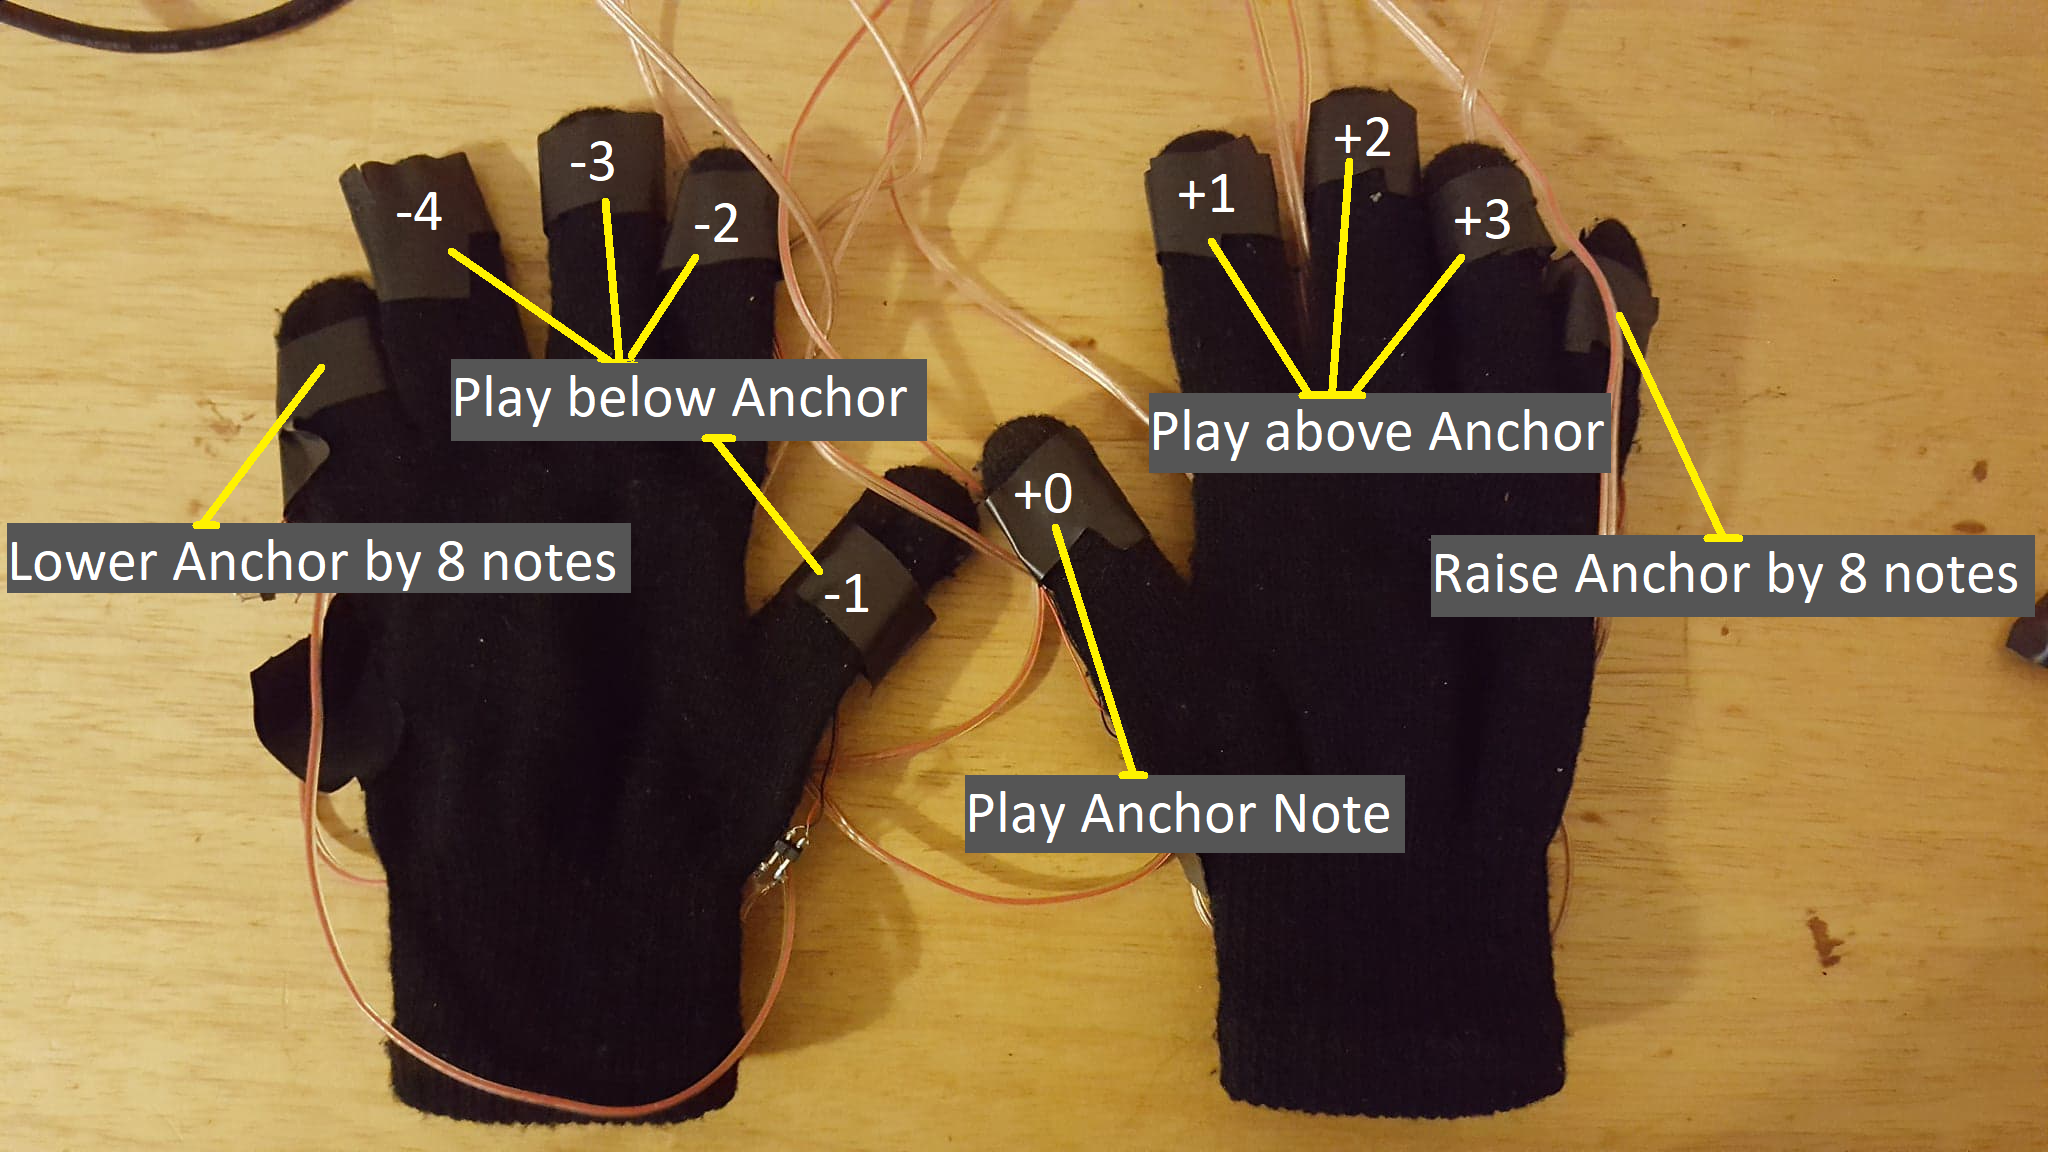 -4
-3
-2
+1
+2
+3
Play below Anchor
Play above Anchor
+0
Lower Anchor by 8 notes
-1
Raise Anchor by 8 notes
Play Anchor Note